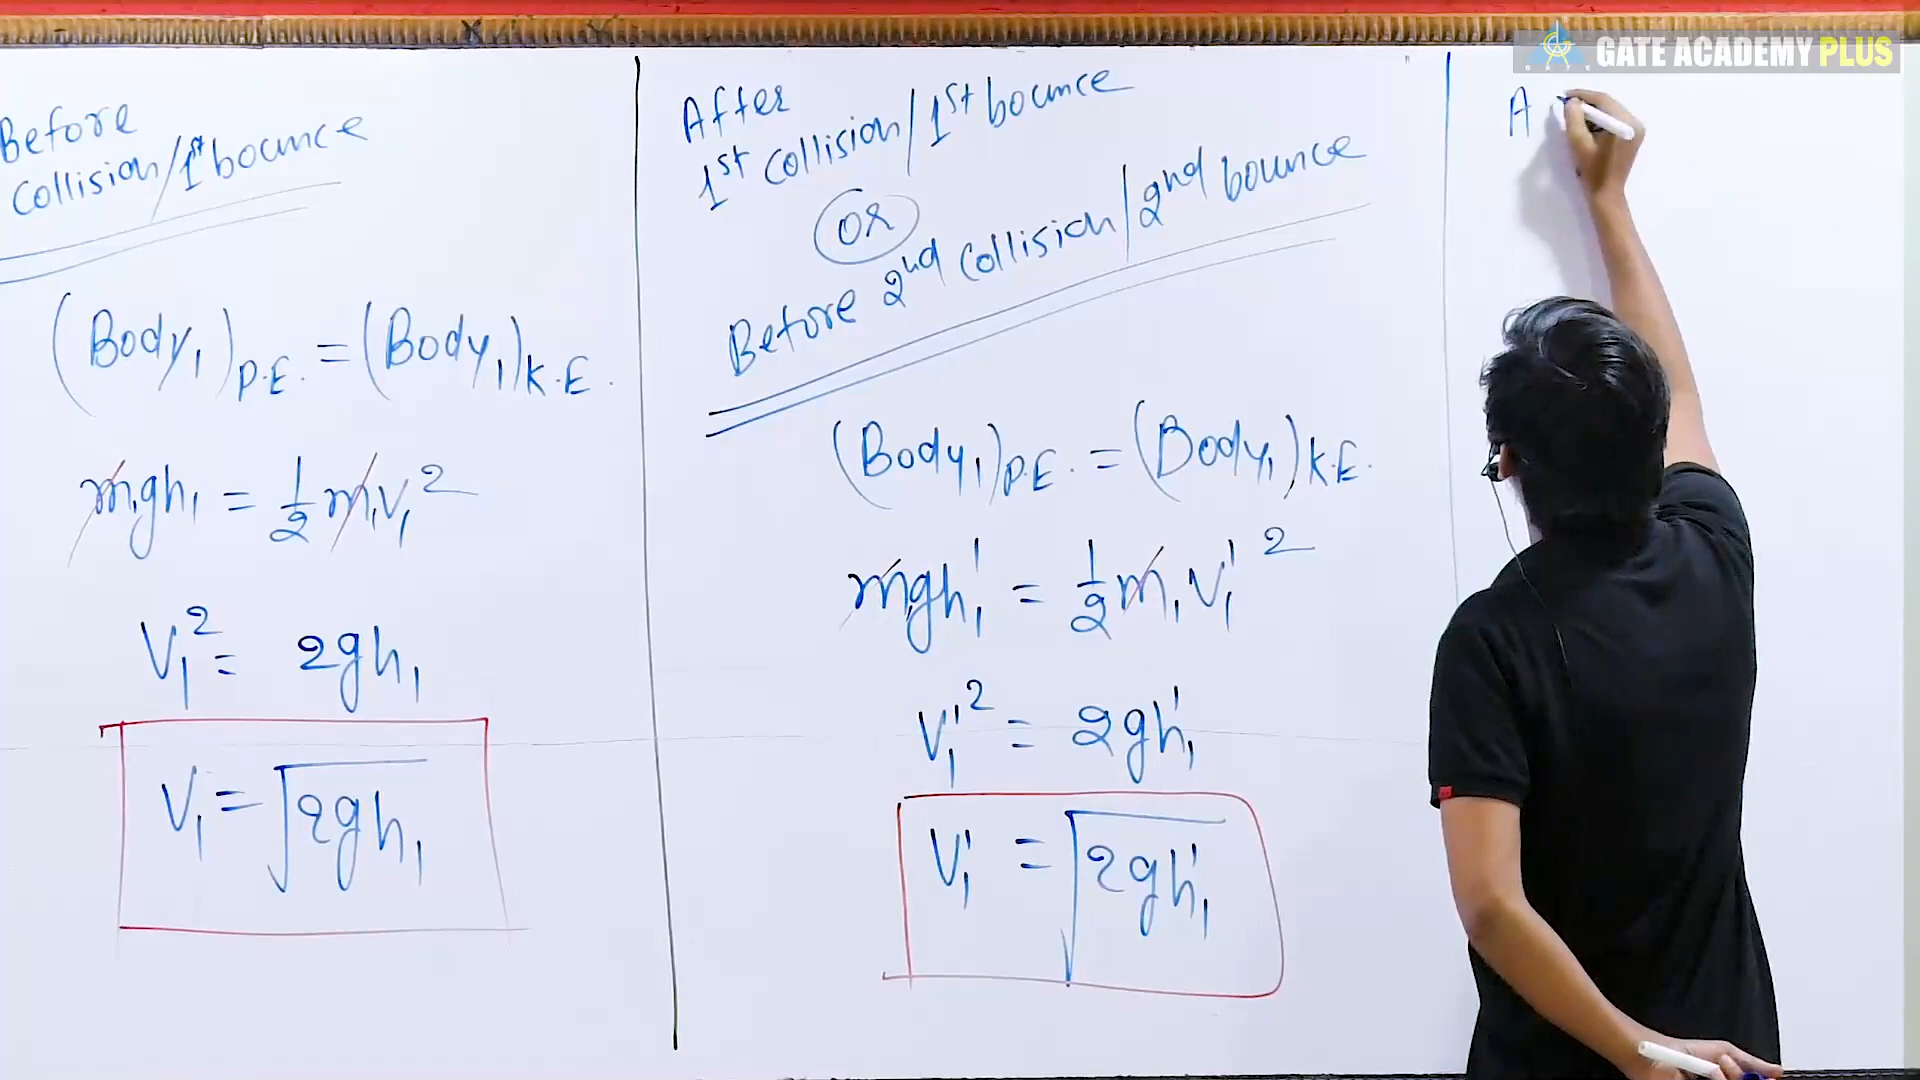 GATE ACADEMY PLUS
GATE
Before
Collision/1st bounce
(Body₁)P.E. = (Body₁)K.E.
m₁gh₁ = 1/2 m₁v₁²
V₁² = 2gh₁
V₁ = √2gh₁
After
1st Collision/1st bounce
OR
Before 2nd Collision/2nd bounce
(Body₁)P.E. = (Body₁)K.E.
m₁gh₁' = 1/2 m₁V₁'²
V₁'² = 2gh₁'
V₁' = √2gh₁'
A